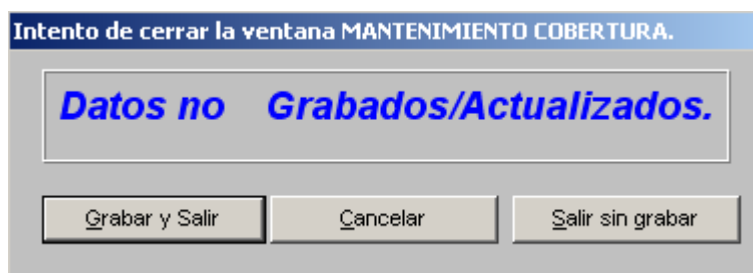 Intento de cerrar la ventana MANTENIMIENTO COBERTURA.
Datos no Grabados/Actualizados.
Grabar y Salir Cancelar Salir sin grabar